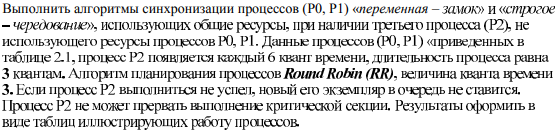 Выполнить алгоритмы синхронизации процессов (P0, P1) «переменная – замок» и «строгое
– чередование», использующих общие ресурсы, при наличии третьего процесса (P2), не
использующего ресурсы процессов P0, P1. Данные процессов (P0, P1) «приведенных в
таблице 2.1, процесс P2 появляется каждый 6 квант времени, длительность процесса равна
3 квантам. Алгоритм планирования процессов Round Robin (RR), величина кванта времени
3. Если процесс P2 выполниться не успел, новый его экземпляр в очередь не ставится.
Процесс P2 не может прервать выполнение критической секции. Результаты оформить в
виде таблиц иллюстрирующих работу процессов.